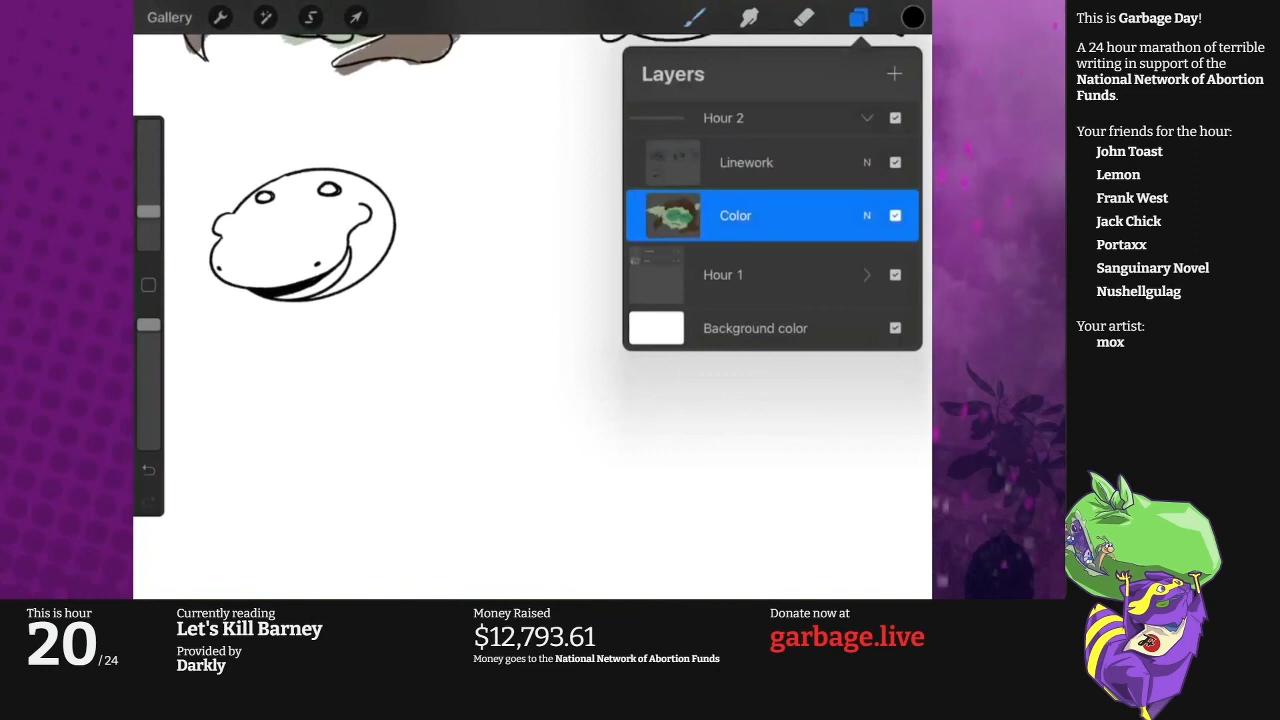 Gallery
Layers
Hour 2
Linework
N
Color
N
Hour 1
Background color
This is Garbage Day!
A 24 hour marathon of terrible
writing in support of the
National Network of Abortion
Funds.
Your friends for the hour:
John Toast
Lemon
Frank West
Jack Chick
Portaxx
Sanguinary Novel
Nushellgulag
Your artist:
mox
This is hour
20 / 24
Currently reading
Let's Kill Barney
Provided by
Darkly
Money Raised
$12,793.61
Money goes to the National Network of Abortion Funds
Donate now at
garbage.live